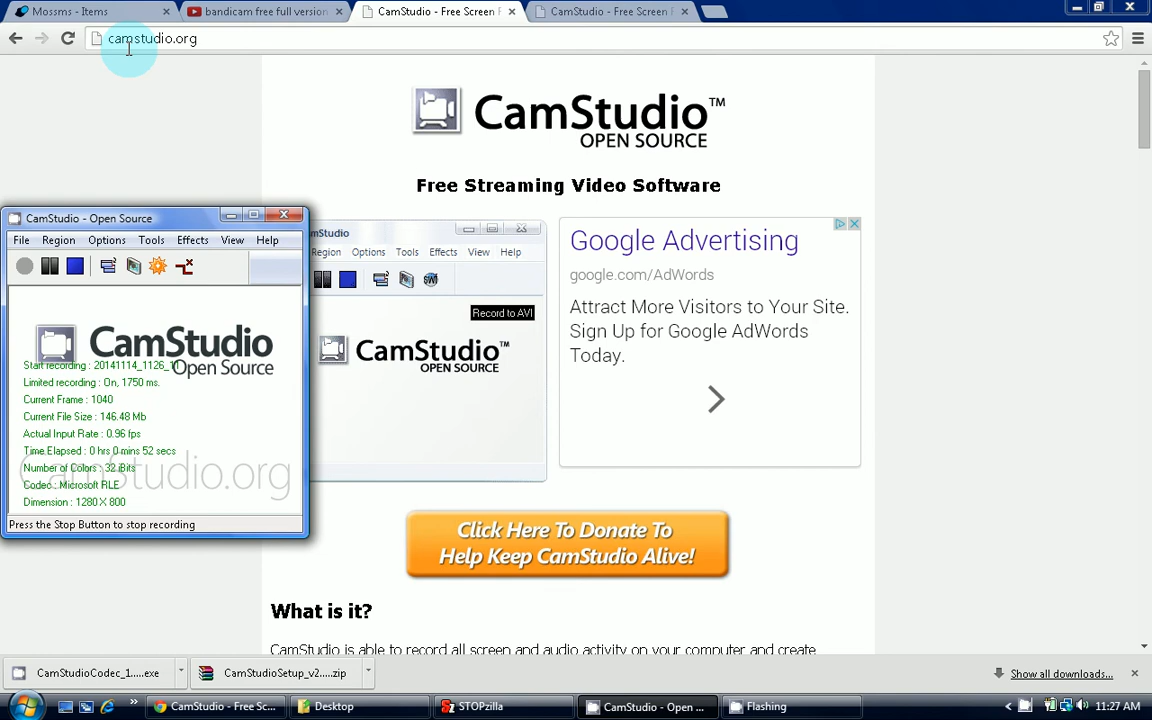 Mossms - Items
bandicam free full version
CamStudio - Free Screen F
CamStudio - Free Screen F
camstudio.org
CamStudio™
OPEN SOURCE
Free Streaming Video Software
CamStudio - Open Source
File Region Options Tools Effects View Help
CamStudio
Open Source
Start recording : 20141114_1126_1
Limited recording : On, 1750 ms.
Current Frame : 1040
Current File Size : 146.48 Mb
Actual Input Rate : 0.96 fps
Time Elapsed : 0 hrs 0 mins 52 secs
Number of Colors : 32 Bits
Codec : Microsoft RLE
Dimension : 1280 X 800
CamStudio.org
Press the Stop Button to stop recording
mStudio
Region Options Tools Effects View Help
Record to AVI
CamStudio™
OPEN SOURCE
Google Advertising
google.com/AdWords
Attract More Visitors to Your Site.
Sign Up for Google AdWords
Today.
Click Here To Donate To
Help Keep CamStudio Alive!
What is it?
CamStudio is able to record all screen and audio activity on your computer and create
CamStudioCodec_1.....exe
CamStudioSetup_v2....zip
Show all downloads...
CamStudio - Free Sc...
Desktop
STOPzilla
CamStudio - Open ...
Flashing
11:27 AM